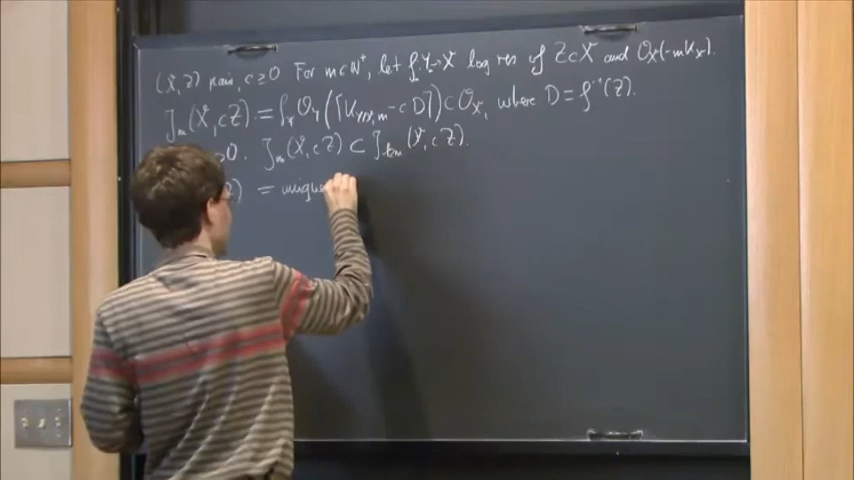 (X, Z) pair, c ≥ 0 For m ∈ ℕ⁺, let f: Y → X log res of Z ⊂ X and O_X(-mK_X).
J_m(X, cZ) = f_* O_Y(⌈K_{Y/X,m} - cD⌉) ⊂ O_X, where D = f⁻¹(Z).
>0. J_m(X, cZ) ⊂ J_{km}(X, cZ).
Z) = unique